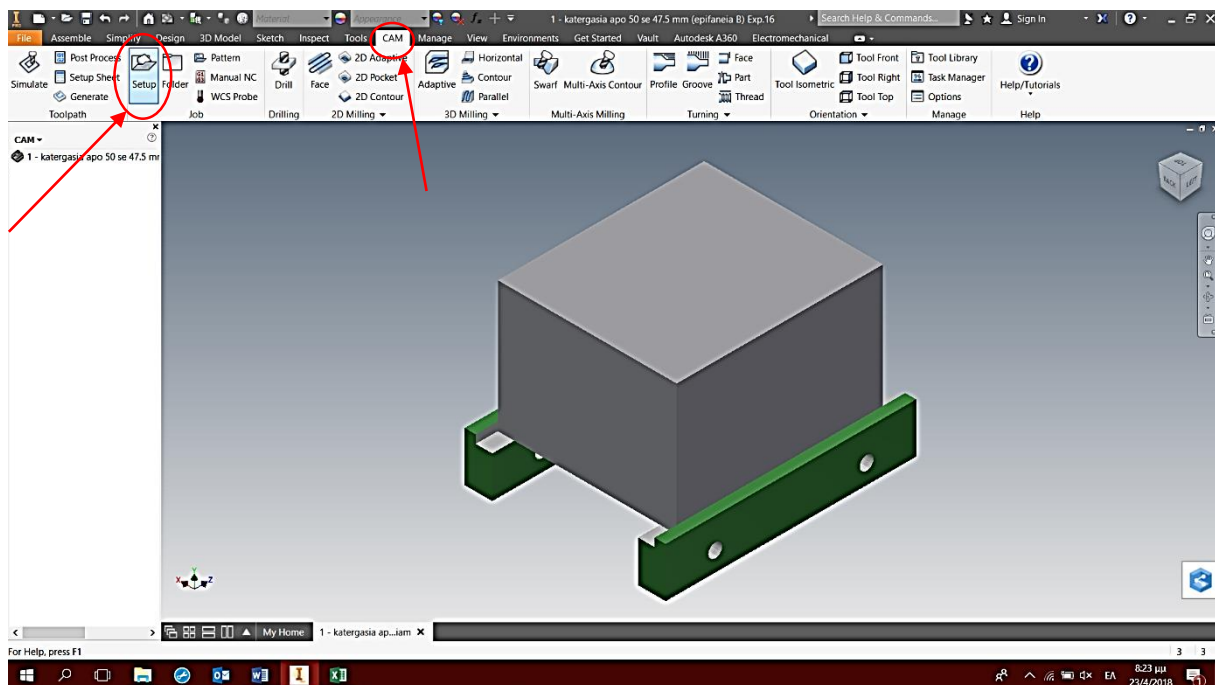 Material
Appearance
1 - katergasia apo 50 se 47.5 mm (epifaneia B) Exp.16
Search Help & Commands...
Sign In
File Assemble Simplify Design 3D Model Sketch Inspect Tools CAM Manage View Environments Get Started Vault Autodesk A360 Electromechanical
Simulate
Post Process
Setup Sheet
Generate
Toolpath
Setup
Folder
Pattern
Manual NC
WCS Probe
Job
Drill
Drilling
Face
2D Adaptive
2D Pocket
2D Contour
2D Milling
Adaptive
Horizontal
Contour
Parallel
3D Milling
Swarf
Multi-Axis Contour
Multi-Axis Milling
Profile
Groove
Face
Part
Thread
Turning
Tool Isometric
Tool Front
Tool Right
Tool Top
Orientation
Tool Library
Task Manager
Options
Manage
Help/Tutorials
Help
CAM
1 - katergasia apo 50 se 47.5 mm
BACK LEFT
X Y Z
My Home
1 - katergasia ap...iam
For Help, press F1
3 3
ΕΛ
8:23 μμ
23/4/2018